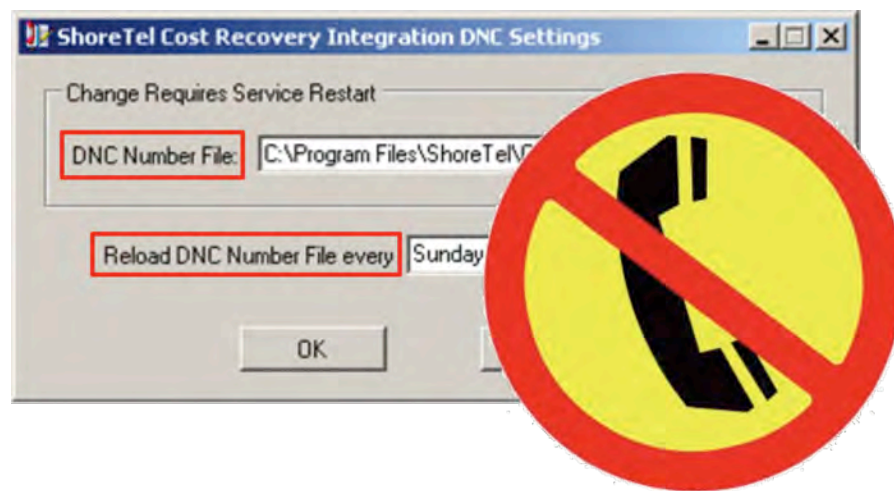 ShoreTel Cost Recovery Integration DNC Settings
Change Requires Service Restart
DNC Number File: C:\Program Files\ShoreTel\
Reload DNC Number File every Sunday
OK